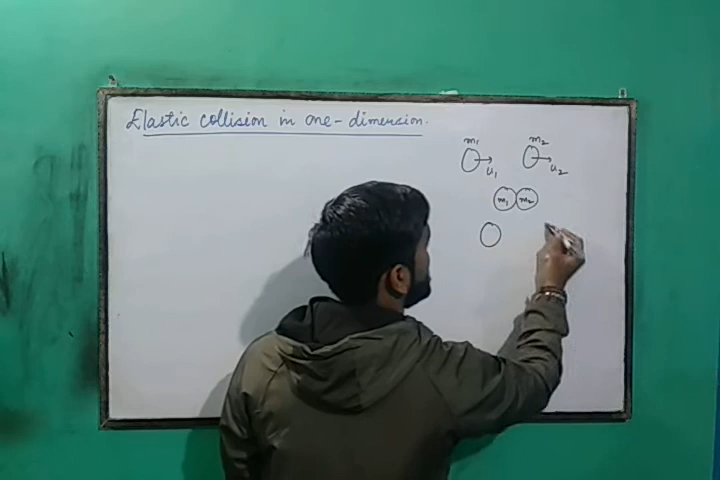 Elastic collision in one-dimension.
m₁ m₂
u₁ u₂
m₁ m₂